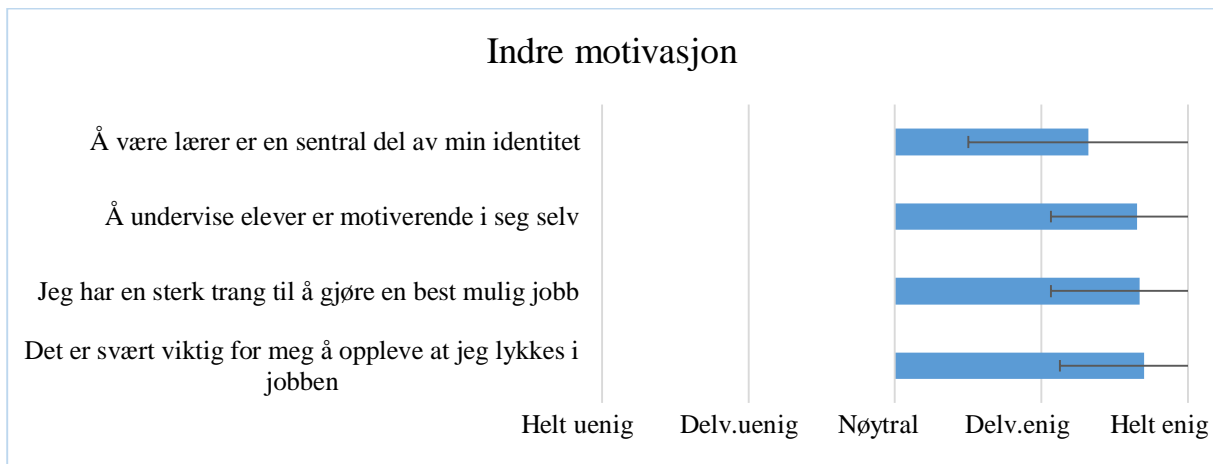 Indre motivasjon
Å være lærer er en sentral del av min identitet
Å undervise elever er motiverende i seg selv
Jeg har en sterk trang til å gjøre en best mulig jobb
Det er svært viktig for meg å oppleve at jeg lykkes i
jobben
Helt uenig Delv.uenig Nøytral Delv.enig Helt enig